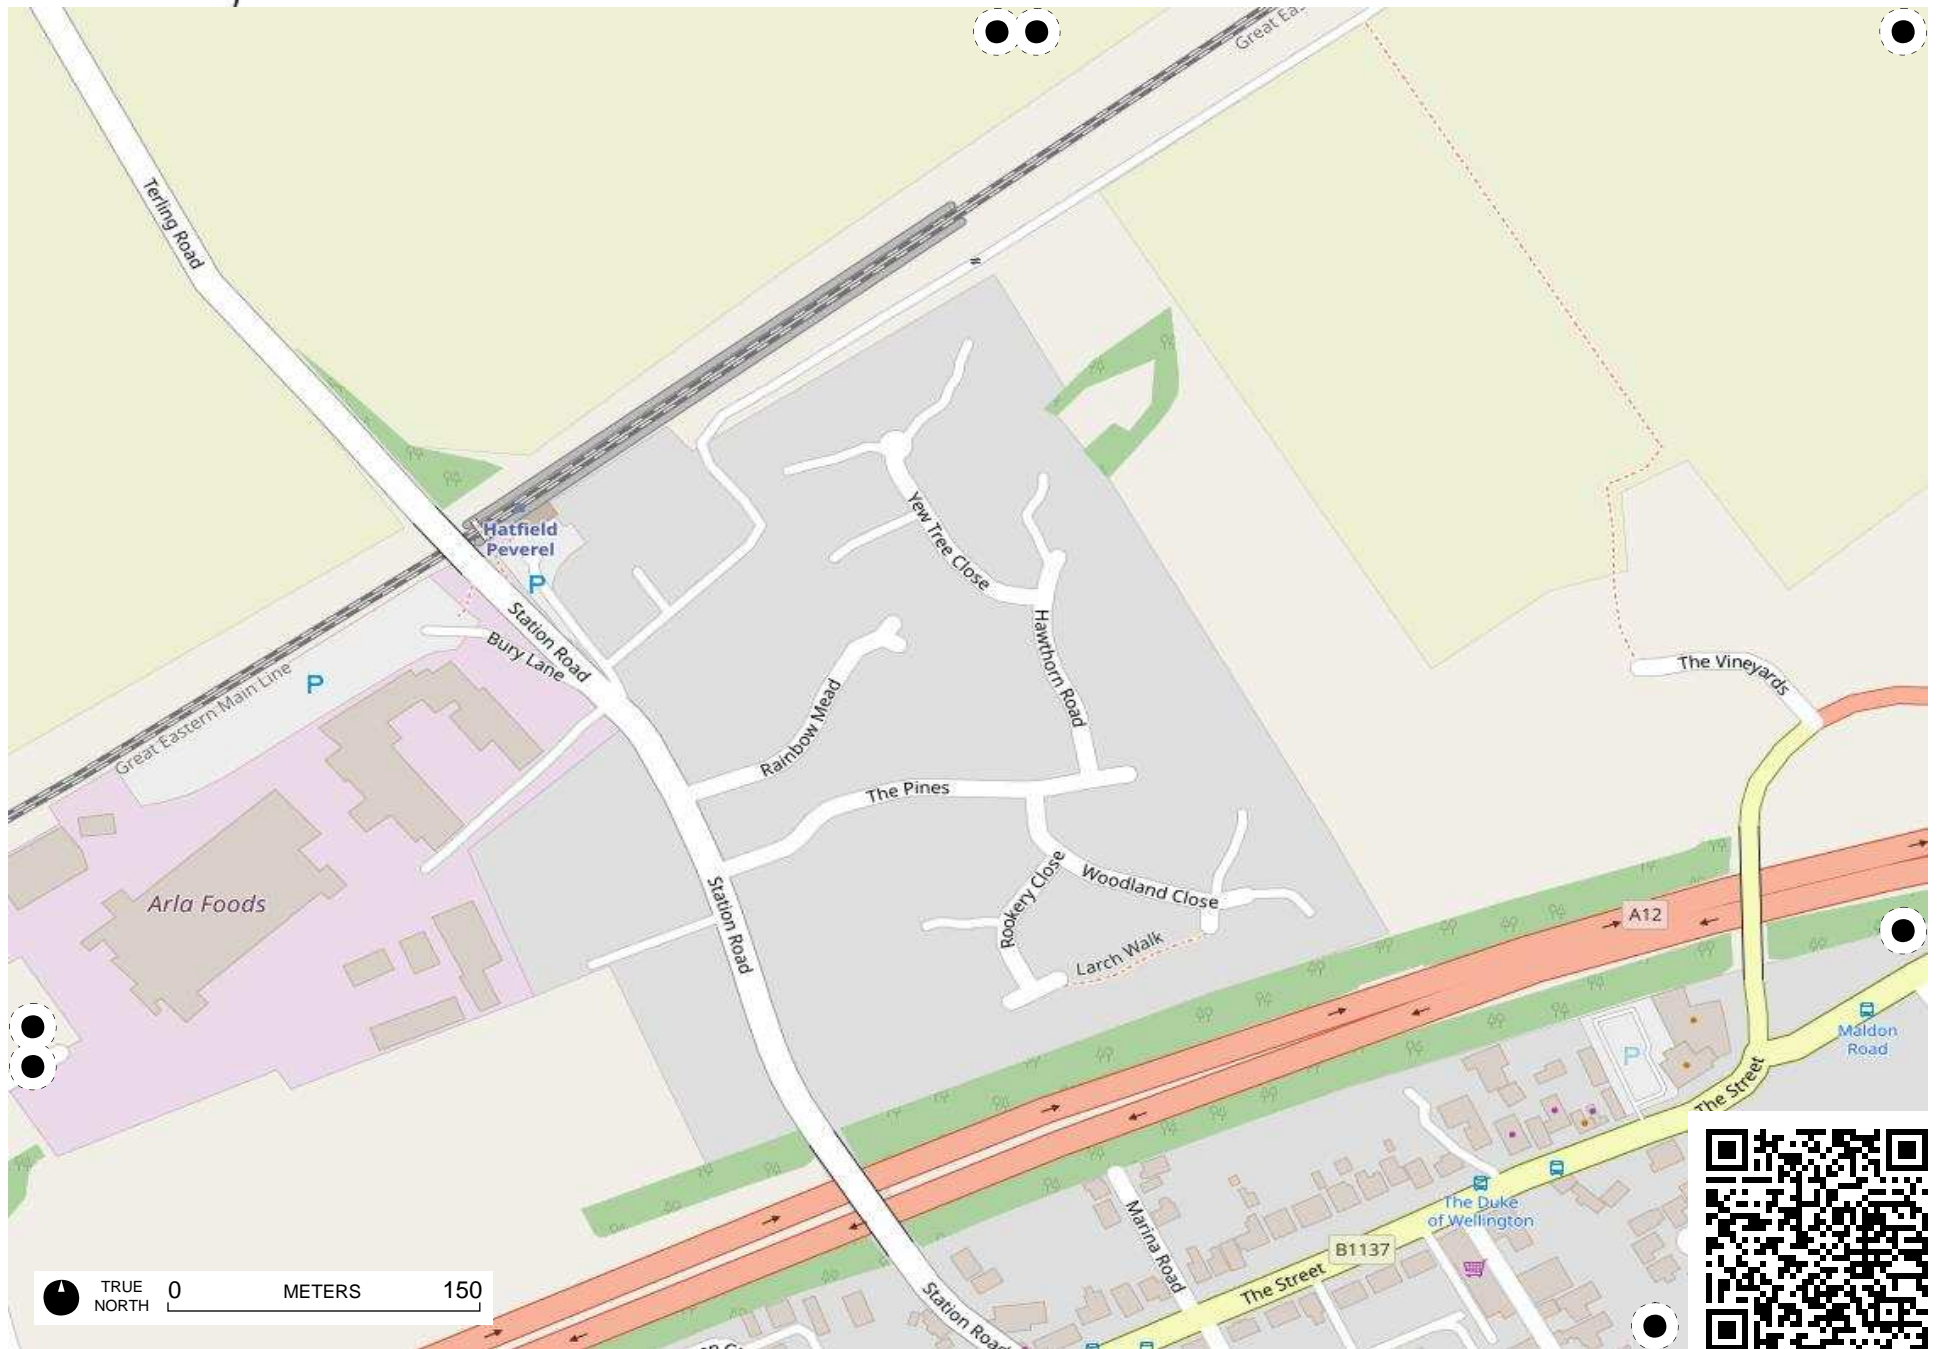 Great Eas
Terling Road
Hatfield
Peverel
P
Station Road
Bury Lane
P
Great Eastern Main Line
Yew Tree Close
Hawthorn Road
Rainbow Mead
The Pines
The Vineyards
Arla Foods
Station Road
Rookery Close
Woodland Close
Larch Walk
A12
Maldon
Road
P
The Street
The Duke
of Wellington
Marina Road
B1137
The Street
Station Road
TRUE
NORTH
0
METERS
150